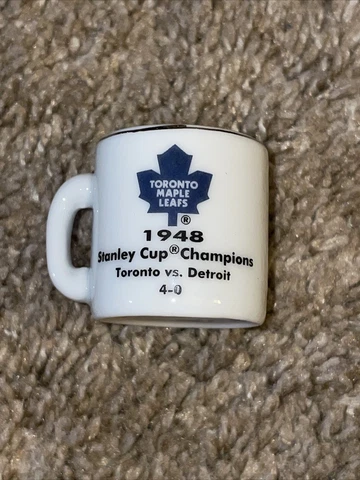 TORONTO
MAPLE
LEAFS
®
1948
Stanley Cup® Champions
Toronto vs. Detroit
4-0